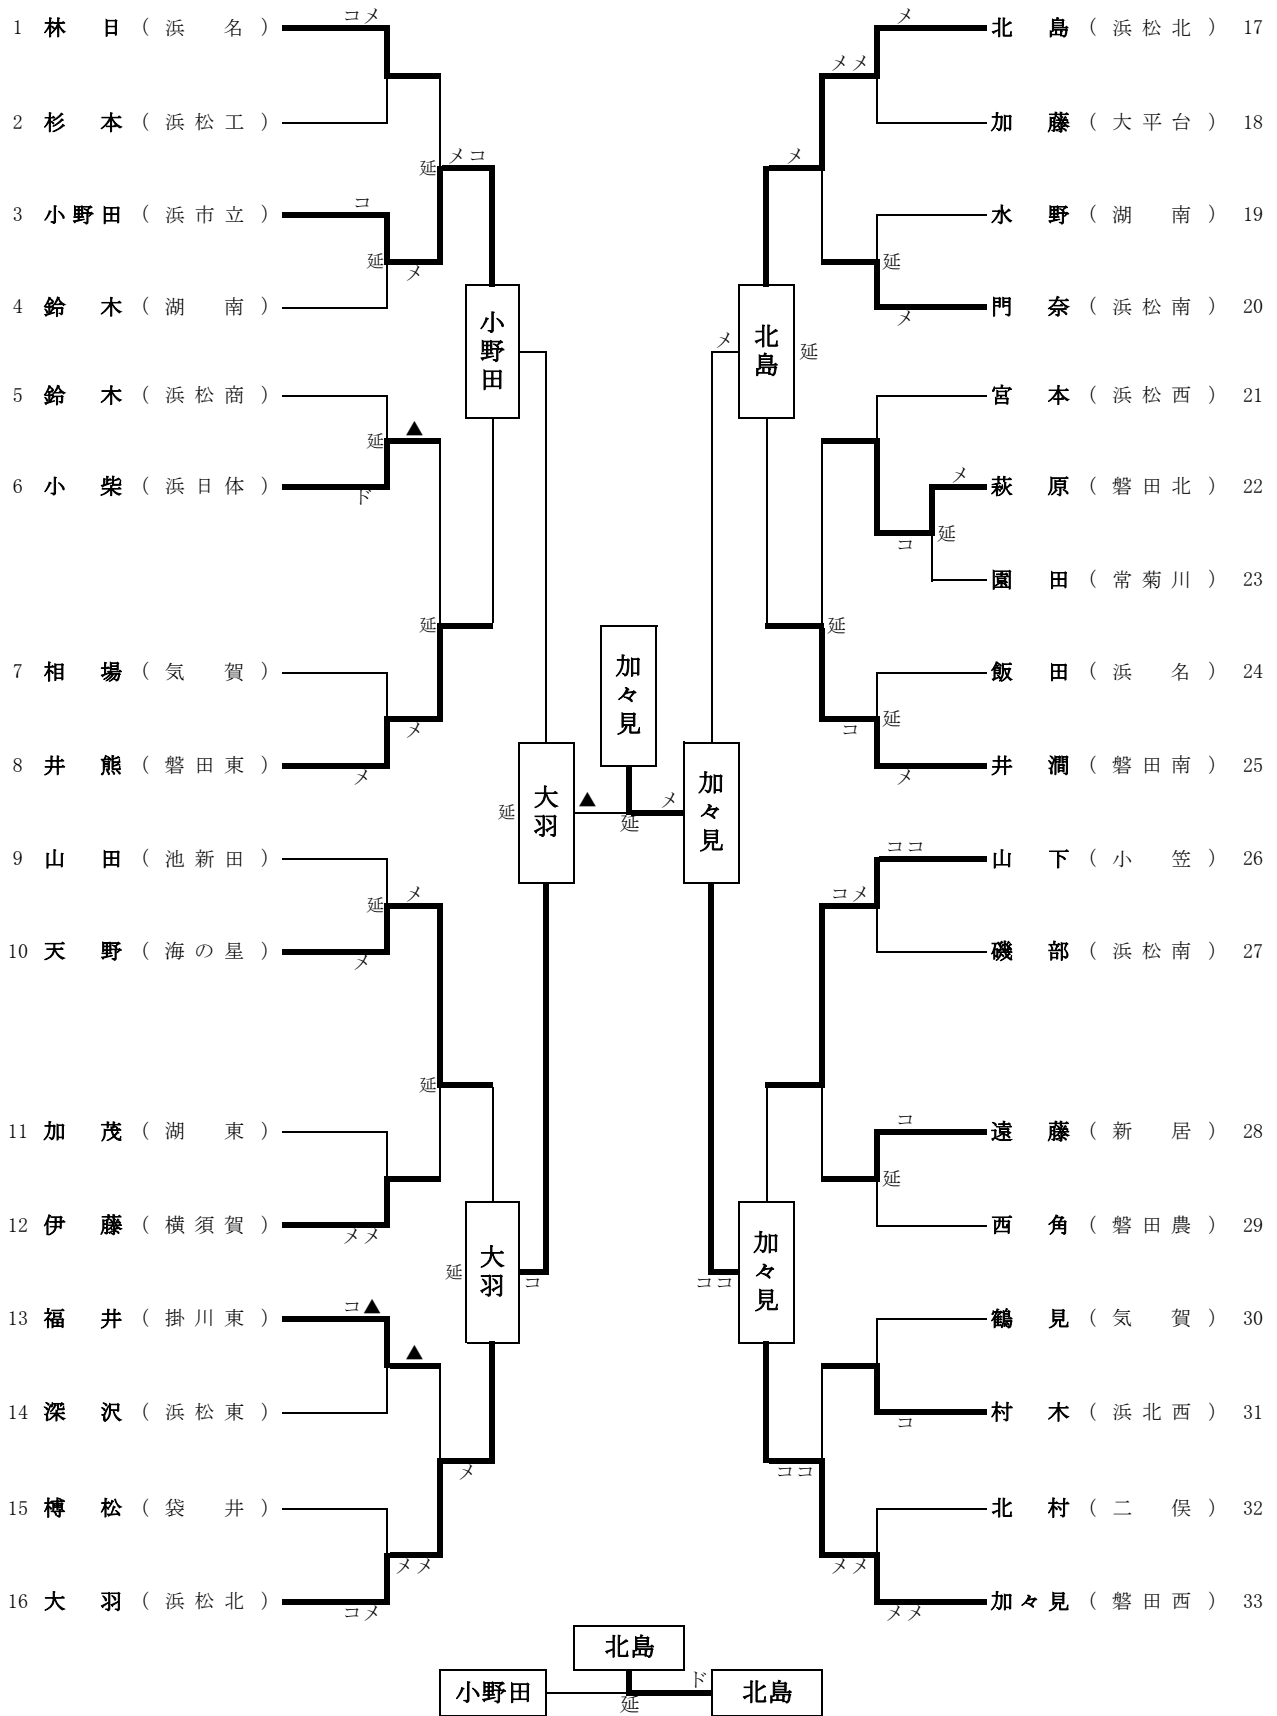 コメ
1 林 日 ( 浜 名 )
2 杉 本 ( 浜松工 )
延
メコ
コ
3 小野田 ( 浜市立 )
延
メ
4 鈴 木 ( 湖 南 )
小野田
5 鈴 木 ( 浜松商 )
延
▲
6 小 柴 ( 浜日体 )
ド
延
7 相 場 ( 気 賀 )
メ
8 井 熊 ( 磐田東 )
メ
大羽
延
▲
9 山 田 ( 池新田 )
延
メ
10 天 野 ( 海の星 )
メ
延
11 加 茂 ( 湖 東 )
12 伊 藤 ( 横須賀 )
メメ
大羽
延
コ
コ▲
13 福 井 ( 掛川東 )
▲
14 深 沢 ( 浜松東 )
メ
15 榑 松 ( 袋 井 )
メメ
16 大 羽 ( 浜松北 )
コメ
加々見
延
メ
加々見
メ
北 島 ( 浜松北 ) 17
メメ
加 藤 ( 大平台 ) 18
メ
水 野 ( 湖 南 ) 19
延
門 奈 ( 浜松南 ) 20
メ
北島
メ
延
宮 本 ( 浜松西 ) 21
メ
萩 原 ( 磐田北 ) 22
延
コ
園 田 ( 常菊川 ) 23
延
飯 田 ( 浜 名 ) 24
延
コ
井 澗 ( 磐田南 ) 25
メ
ココ
山 下 ( 小 笠 ) 26
コメ
磯 部 ( 浜松南 ) 27
コ
遠 藤 ( 新 居 ) 28
延
西 角 ( 磐田農 ) 29
加々見
ココ
鶴 見 ( 気 賀 ) 30
村 木 ( 浜北西 ) 31
コ
ココ
北 村 ( 二 俣 ) 32
メメ
加々見 ( 磐田西 ) 33
メメ
北島
小野田
延
ド
北島